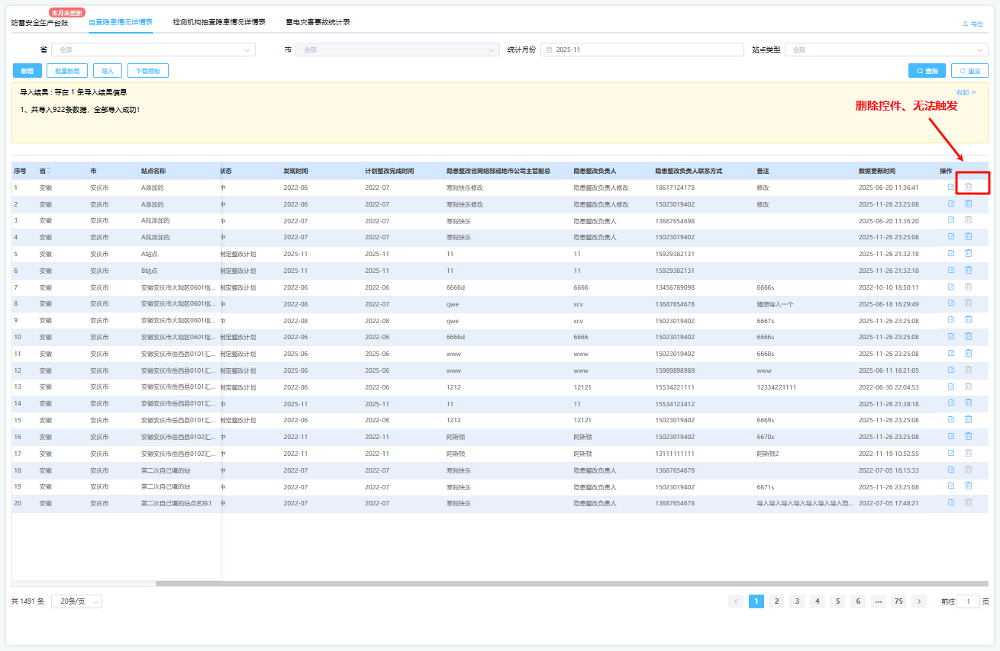 本月未更新
防雷安全生产台账 自查隐患情况详情表 检测机构抽查隐患情况详情表 雷电灾害事故统计表 导出
省 全部 市 全部 统计月份 2025-11 站点类型 全部
新增 批量新增 导入 下载模板 查询 重置
导入结果 : 存在 1 条导入结果信息 收起
1、共导入922条数据，全部导入成功！
删除控件、无法触发
序号 省 市 站点名称 状态 发现时间 计划整改完成时间 隐患整改省网络部或地市公司主管副总 隐患整改负责人 隐患整改负责人联系方式 备注 数据更新时间 操作
1 安徽 安庆市 A添加的 中 2022-06 2022-07 寒假快乐修改 隐患整改负责人修改 18617124178 修改 2025-06-20 11:36:41
2 安徽 安庆市 A添加的 中 2022-06 2022-07 寒假快乐修改 隐患整改负责人修改 15023019402 修改 2025-11-26 23:25:08
3 安徽 安庆市 A我添加的 中 2022-07 2022-07 寒假快乐 隐患整改负责人 13687654698 2025-06-20 11:36:20
4 安徽 安庆市 A我添加的 中 2022-07 2022-07 寒假快乐 隐患整改负责人 15023019402 2025-11-26 23:25:08
5 安徽 安庆市 A站点 制定整改计划 2025-11 2025-11 11 11 15929382131 2025-11-26 21:32:18
6 安徽 安庆市 B站点 制定整改计划 2025-11 2025-11 11 11 15929382131 2025-11-26 21:32:18
7 安徽 安庆市 安徽安庆市大观区0601枢... 制定整改计划 2022-06 2022-06 6666d 6666 13456789098 6666s 2022-10-10 18:50:11
8 安徽 安庆市 安徽安庆市大观区0601枢... 中 2022-08 2022-07 qwe xcv 13687654678 随便导入一个 2025-06-18 16:29:49
9 安徽 安庆市 安徽安庆市大观区0601枢... 中 2022-08 2022-08 qwe xcv 15023019402 6667s 2025-11-26 23:25:08
10 安徽 安庆市 安徽安庆市大观区0601枢... 制定整改计划 2022-06 2022-06 6666d 6666 15023019402 6666s 2025-11-26 23:25:08
11 安徽 安庆市 安徽安庆市岳西县0101汇... 制定整改计划 2025-06 2025-06 www www 15023019402 6668s 2025-11-26 23:25:08
12 安徽 安庆市 安徽安庆市岳西县0101汇... 制定整改计划 2025-06 2022-06 www www 15989898989 www 2025-06-11 18:21:05
13 安徽 安庆市 安徽安庆市岳西县0101汇... 制定整改计划 2022-06 2022-06 1212 12121 15534221111 12334221111 2022-06-30 22:04:53
14 安徽 安庆市 安徽安庆市岳西县0101汇... 中 2025-11 2025-11 11 11 15534123412 2025-11-26 21:38:18
15 安徽 安庆市 安徽安庆市岳西县0101汇... 制定整改计划 2022-06 2022-06 1212 12121 15023019402 6669s 2025-11-26 23:25:08
16 安徽 安庆市 安徽安庆市岳西县0102汇... 中 2022-11 2022-11 阿斯顿 阿斯顿 15023019402 6670s 2025-11-26 23:25:08
17 安徽 安庆市 安徽安庆市岳西县0102汇... 中 2022-11 2022-11 阿斯顿 阿斯顿 13111111111 阿斯顿2 2022-11-19 10:52:55
18 安徽 安庆市 第二次自己填的站 中 2022-07 2022-07 寒假快乐 隐患整改负责人 13687654678 2022-07-05 18:15:33
19 安徽 安庆市 第二次自己填的站 中 2022-07 2022-07 寒假快乐 隐患整改负责人 15023019402 6671s 2025-11-26 23:25:08
20 安徽 安庆市 第二次自己填的站点名称1 中 2022-07 2022-07 寒假快乐 隐患整改负责人 13687654678 导入导入导入导入导入导入导入隐... 2022-07-05 17:48:21
共 1491 条 20条/页 1 2 3 4 5 6 ... 75 前往 1 页